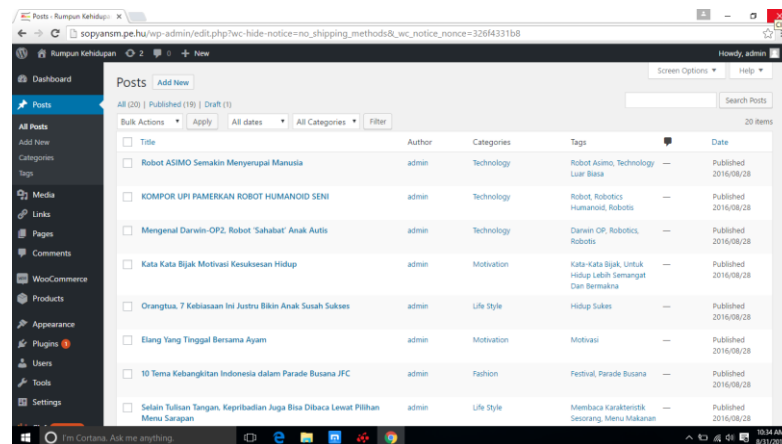 Posts ‹ Rumpun Kehidup
sopyansm.pe.hu/wp-admin/edit.php?wc-hide-notice=no_shipping_methods&_wc_notice_nonce=326f4331b8
Rumpun Kehidupan 2 0 + New Howdy, admin
Dashboard
Posts
All Posts
Add New
Categories
Tags
Media
Links
Pages
Comments
WooCommerce
Products
Appearance
Plugins 1
Users
Tools
Settings
Screen Options Help
Posts Add New
All (20) | Published (19) | Draft (1)
Search Posts
Bulk Actions Apply All dates All Categories Filter 20 items
Title Author Categories Tags Date
Robot ASIMO Semakin Menyerupai Manusia admin Technology Robot Asimo, Technology — Published
Luar Biasa 2016/08/28
KOMPOR UPI PAMERKAN ROBOT HUMANOID SENI admin Technology Robot, Robotics — Published
Humanoid, Robotis 2016/08/28
Mengenal Darwin-OP2, Robot 'Sahabat' Anak Autis admin Technology Darwin OP, Robotics, — Published
Robotis 2016/08/28
Kata Kata Bijak Motivasi Kesuksesan Hidup admin Motivation Kata-Kata Bijak, Untuk — Published
Hidup Lebih Semangat 2016/08/28
Dan Bermakna
Orangtua, 7 Kebiasaan Ini Justru Bikin Anak Susah Sukses admin Life Style Hidup Sukes — Published
2016/08/28
Elang Yang Tinggal Bersama Ayam admin Motivation Motivasi — Published
2016/08/28
10 Tema Kebangkitan Indonesia dalam Parade Busana JFC admin Fashion Festival, Parade Busana — Published
2016/08/28
Selain Tulisan Tangan, Kepribadian Juga Bisa Dibaca Lewat Pilihan admin Life Style Membaca Karakteristik — Published
Menu Sarapan Sesorang, Menu Makanan 2016/08/28
I'm Cortana. Ask me anything.
10:34 AM